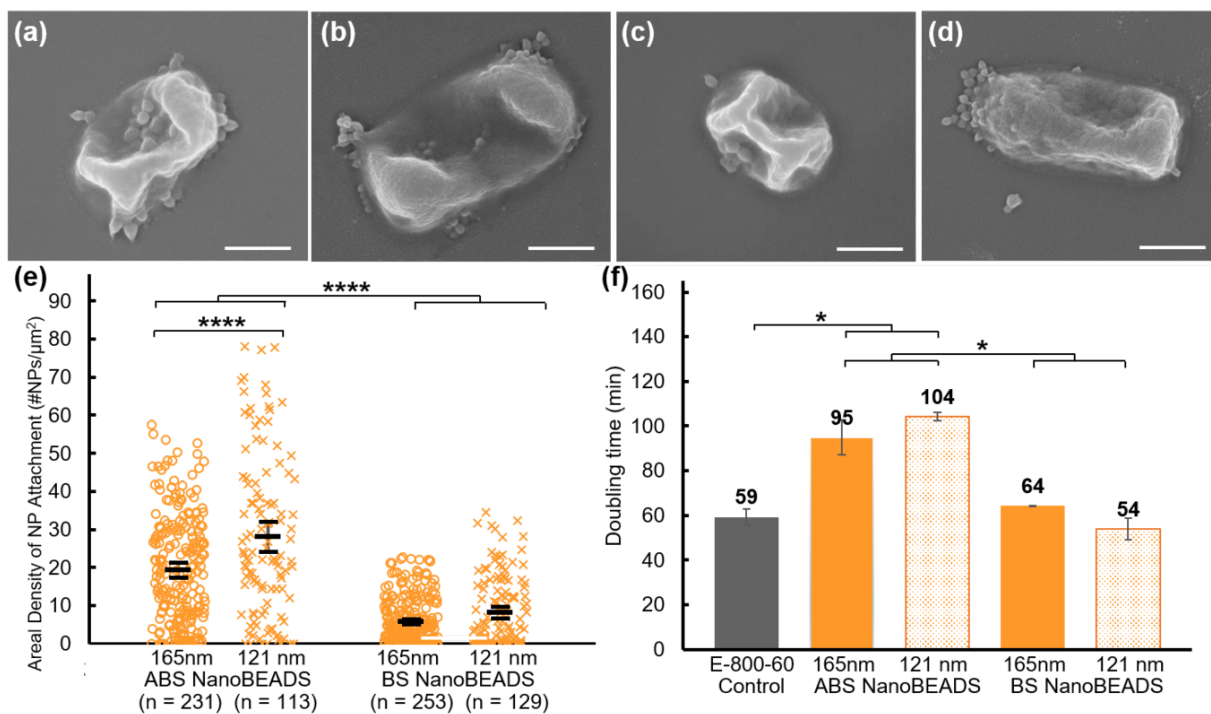 (a)
(b)
(c)
(d)
(e)
Areal Density of NP Attachment (#NPs/µm²)
90
80
70
60
50
40
30
20
10
0
****
****
165nm 121 nm 165nm 121 nm
ABS NanoBEADS BS NanoBEADS
(n = 231) (n = 113) (n = 253) (n = 129)
(f)
Doubling time (min)
160
140
120
100
80
60
40
20
0
*
*
59
95
104
64
54
E-800-60 165nm 121 nm 165nm 121 nm
Control ABS NanoBEADS BS NanoBEADS